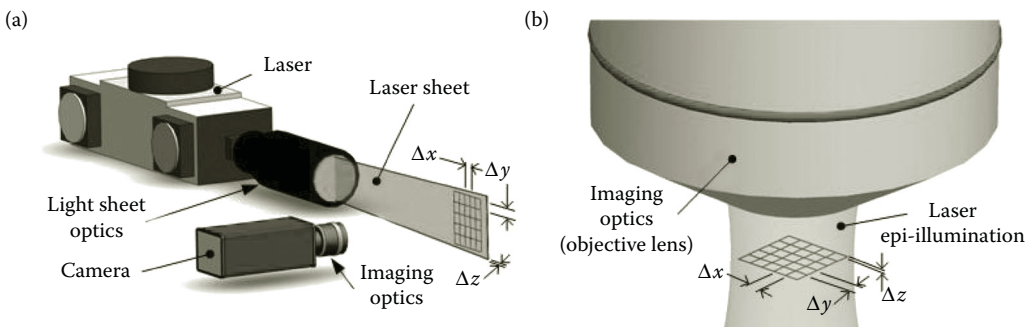 (a)
Laser
Laser sheet
Δx
Δy
Light sheet
optics
Camera
Imaging
optics
Δz
(b)
Imaging
optics
(objective lens)
Laser
epi-illumination
Δx
Δy
Δz